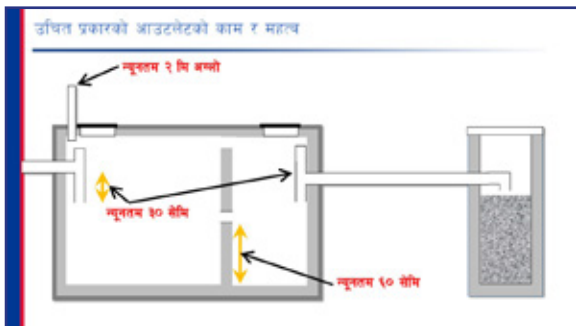 उचित प्रकारको आउटलेटको काम र महत्व
न्यूनतम २ मि अग्लो
न्यूनतम ३० सेमि
न्यूनतम ६० सेमि